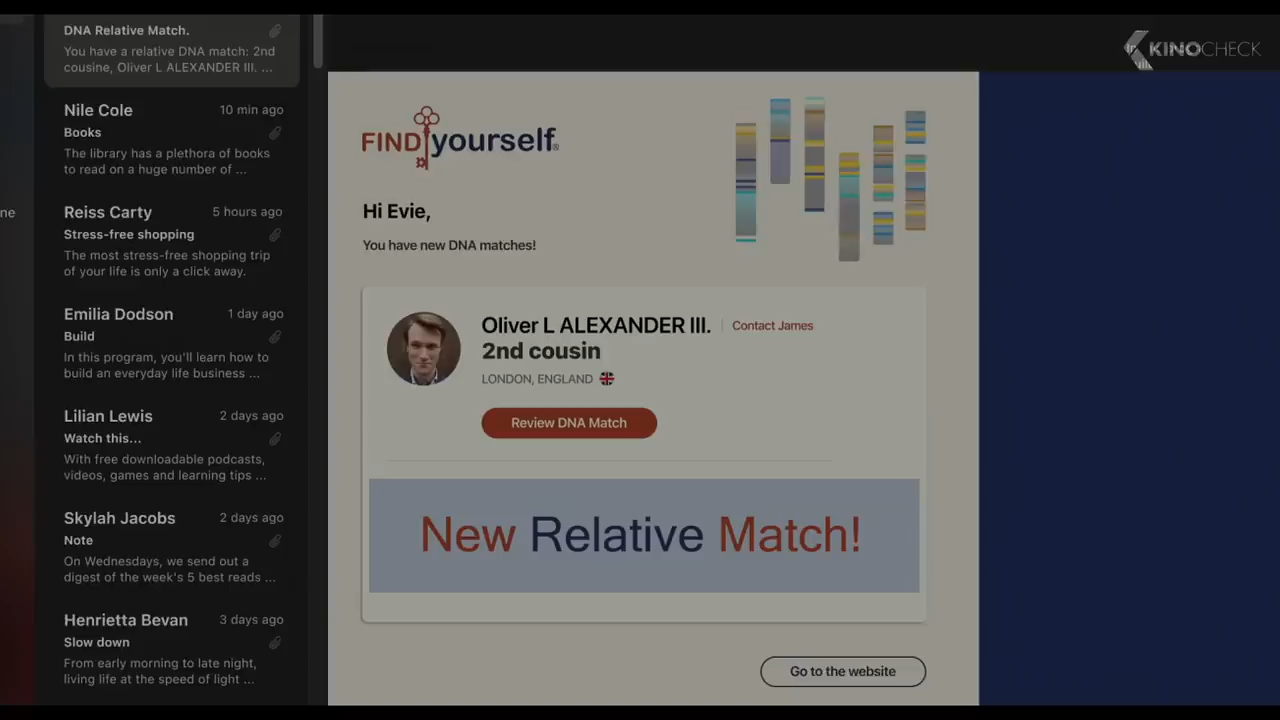 DNA Relative Match.
You have a relative DNA match: 2nd
cousine, Oliver L ALEXANDER III. ...
Nile Cole 10 min ago
Books
The library has a plethora of books
to read on a huge number of ...
ne
Reiss Carty 5 hours ago
Stress-free shopping
The most stress-free shopping trip
of your life is only a click away.
Emilia Dodson 1 day ago
Build
In this program, you'll learn how to
build an everyday life business ...
Lilian Lewis 2 days ago
Watch this...
With free downloadable podcasts,
videos, games and learning tips ...
Skylah Jacobs 2 days ago
Note
On Wednesdays, we send out a
digest of the week's 5 best reads ...
Henrietta Bevan 3 days ago
Slow down
From early morning to late night,
living life at the speed of light ...
KINOCHECK
FINDyourself®
Hi Evie,
You have new DNA matches!
Oliver L ALEXANDER III. | Contact James
2nd cousin
LONDON, ENGLAND
Review DNA Match
New Relative Match!
Go to the website